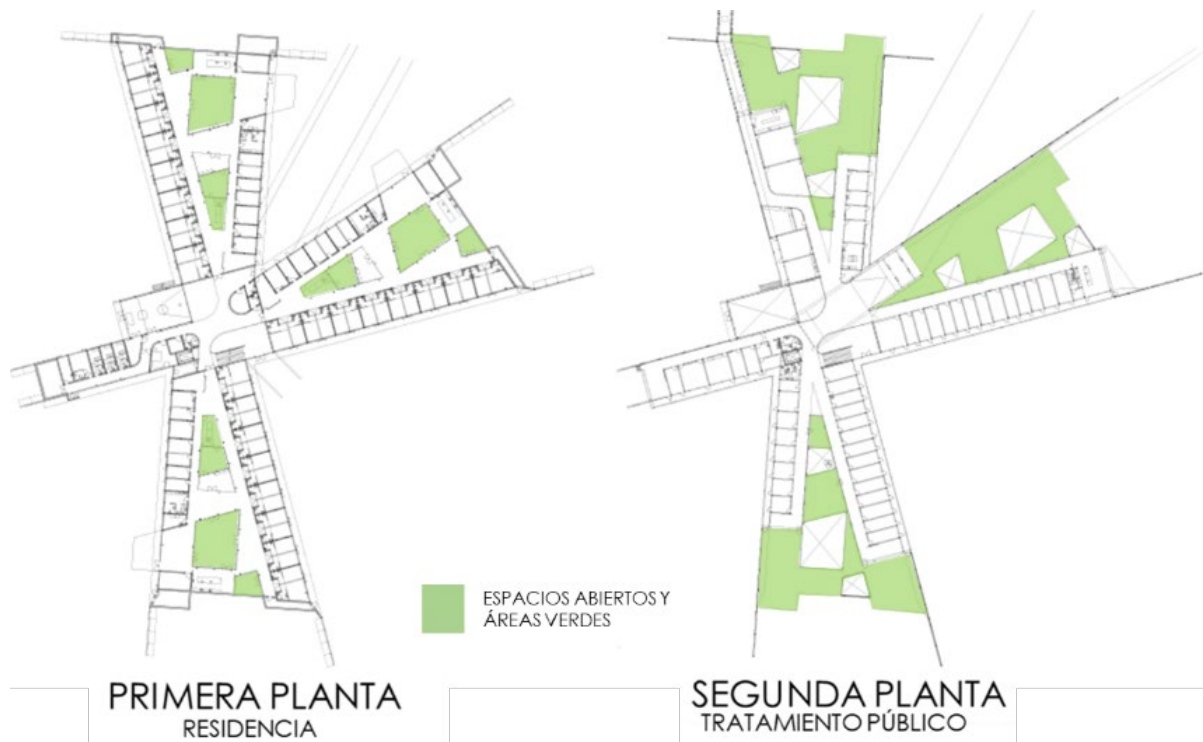 ESPACIOS ABIERTOS Y
ÁREAS VERDES
PRIMERA PLANTA
RESIDENCIA
SEGUNDA PLANTA
TRATAMIENTO PÚBLICO